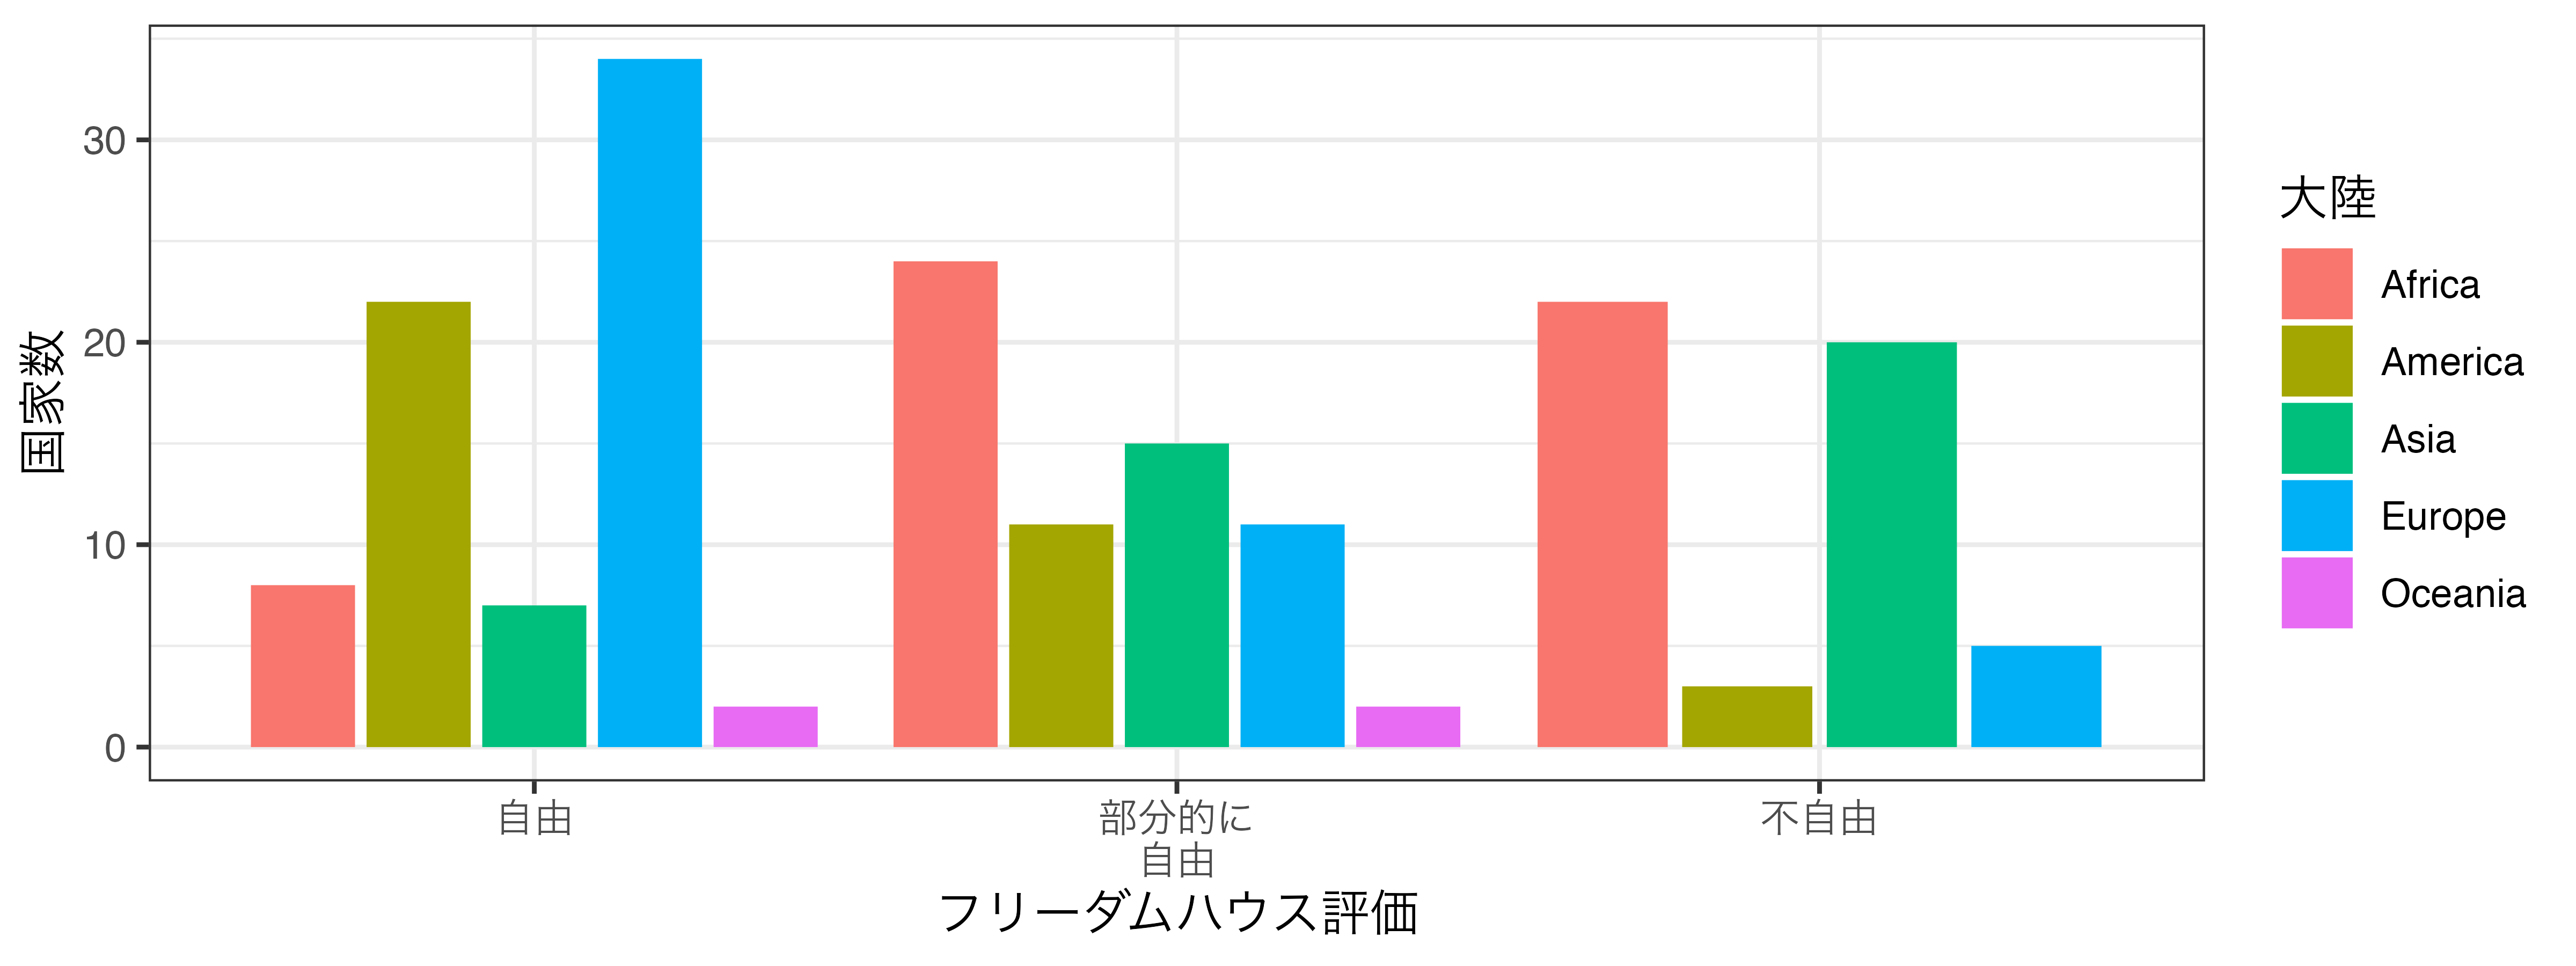 国家数
30
20
10
0
自由
部分的に
自由
不自由
フリーダムハウス評価
大陸
Africa
America
Asia
Europe
Oceania